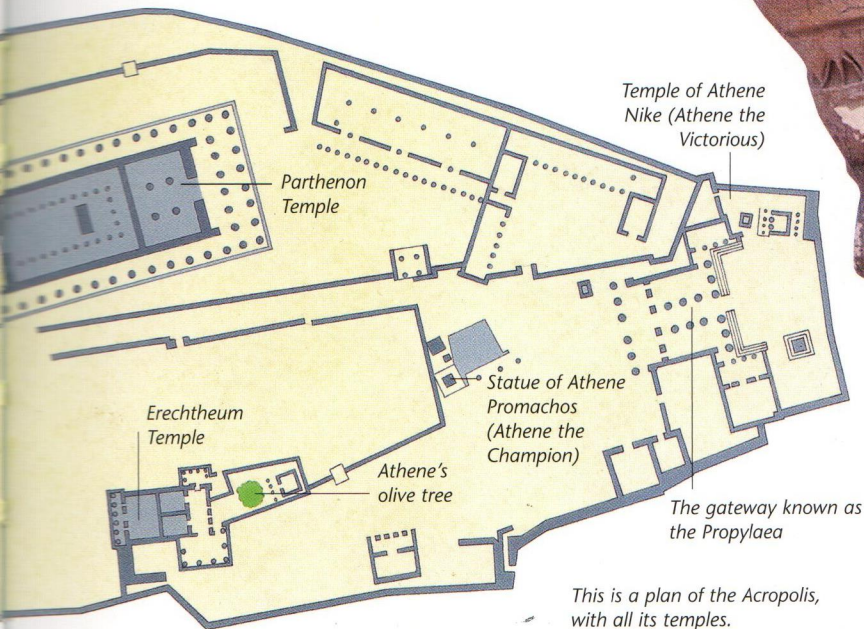 Temple of Athene
Nike (Athene the
Victorious)
Parthenon
Temple
Statue of Athene
Promachos
(Athene the
Champion)
Erechtheum
Temple
Athene's
olive tree
The gateway known as
the Propylaea
This is a plan of the Acropolis,
with all its temples.